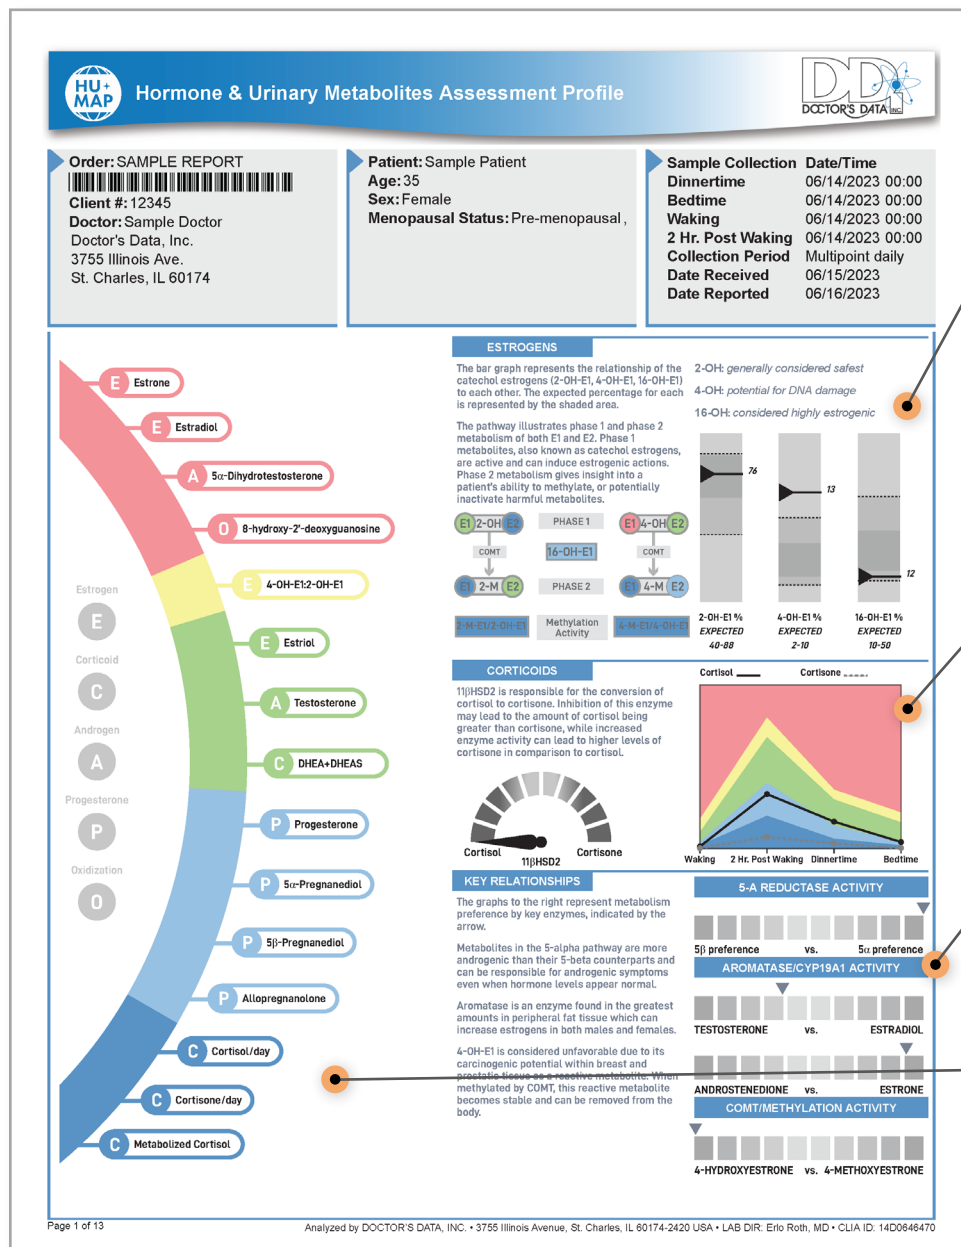 HU+
MAP
Hormone & Urinary Metabolites Assessment Profile
DD
DOCTOR'S DATA INC.
Order: SAMPLE REPORT
Client #: 12345
Doctor: Sample Doctor
Doctor's Data, Inc.
3755 Illinois Ave.
St. Charles, IL 60174
Patient: Sample Patient
Age: 35
Sex: Female
Menopausal Status: Pre-menopausal ,
Sample Collection Date/Time
Dinnertime 06/14/2023 00:00
Bedtime 06/14/2023 00:00
Waking 06/14/2023 00:00
2 Hr. Post Waking 06/14/2023 00:00
Collection Period Multipoint daily
Date Received 06/15/2023
Date Reported 06/16/2023
E Estrone
E Estradiol
A 5α-Dihydrotestosterone
O 8-hydroxy-2'-deoxyguanosine
E 4-OH-E1:2-OH-E1
E Estriol
A Testosterone
C DHEA+DHEAS
P Progesterone
P 5α-Pregnanediol
P 5β-Pregnanediol
P Allopregnanolone
C Cortisol/day
C Cortisone/day
C Metabolized Cortisol
Estrogen
E
Corticoid
C
Androgen
A
Progesterone
P
Oxidization
O
ESTROGENS
The bar graph represents the relationship of the
catechol estrogens (2-OH-E1, 4-OH-E1, 16-OH-E1)
to each other. The expected percentage for each
is represented by the shaded area.
The pathway illustrates phase 1 and phase 2
metabolism of both E1 and E2. Phase 1
metabolites, also known as catechol estrogens,
are active and can induce estrogenic actions.
Phase 2 metabolism gives insight into a
patient's ability to methylate, or potentially
inactivate harmful metabolites.
E1 2-OH E2 PHASE 1 E1 4-OH E2
COMT 16-OH-E1 COMT
E1 2-M E2 PHASE 2 E1 4-M E2
2-M-E1/2-OH-E1 Methylation
Activity 4-M-E1/4-OH-E1
2-OH: generally considered safest
4-OH: potential for DNA damage
16-OH: considered highly estrogenic
76
13
12
2-OH-E1 % 4-OH-E1 % 16-OH-E1 %
EXPECTED EXPECTED EXPECTED
40-88 2-10 10-50
CORTICOIDS
11βHSD2 is responsible for the conversion of
cortisol to cortisone. Inhibition of this enzyme
may lead to the amount of cortisol being
greater than cortisone, while increased
enzyme activity can lead to higher levels of
cortisone in comparison to cortisol.
Cortisol 11βHSD2 Cortisone
Cortisol Cortisone
Waking 2 Hr. Post Waking Dinnertime Bedtime
KEY RELATIONSHIPS
The graphs to the right represent metabolism
preference by key enzymes, indicated by the
arrow.
Metabolites in the 5-alpha pathway are more
androgenic than their 5-beta counterparts and
can be responsible for androgenic symptoms
even when hormone levels appear normal.
Aromatase is an enzyme found in the greatest
amounts in peripheral fat tissue which can
increase estrogens in both males and females.
4-OH-E1 is considered unfavorable due to its
carcinogenic potential within breast and
prostatic tissue as a reactive metabolite. When
methylated by COMT, this reactive metabolite
becomes stable and can be removed from the
body.
5-A REDUCTASE ACTIVITY
5β preference vs. 5α preference
AROMATASE/CYP19A1 ACTIVITY
TESTOSTERONE vs. ESTRADIOL
ANDROSTENEDIONE vs. ESTRONE
COMT/METHYLATION ACTIVITY
4-HYDROXYESTRONE vs. 4-METHOXYESTRONE
Page 1 of 13
Analyzed by DOCTOR'S DATA, INC. • 3755 Illinois Avenue, St. Charles, IL 60174-2420 USA • LAB DIR: Erlo Roth, MD • CLIA ID: 14D0646470